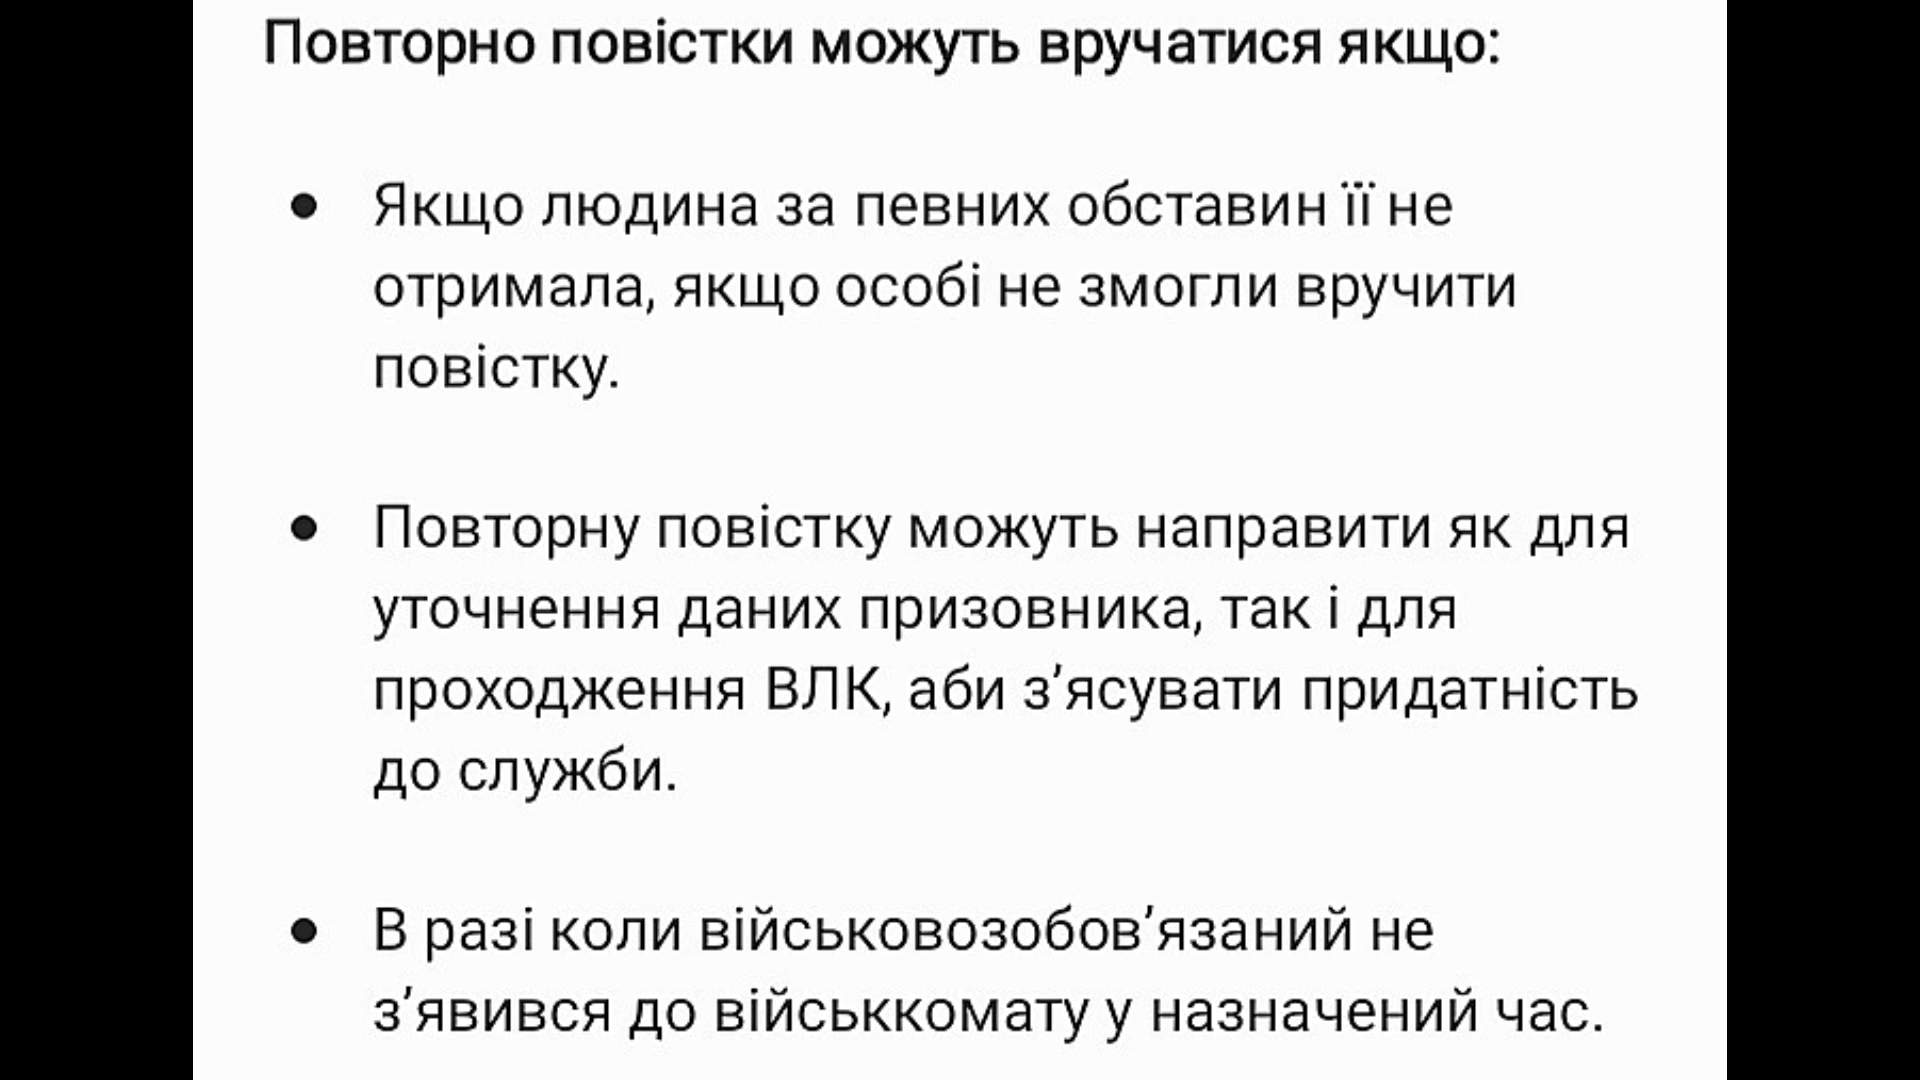 Повторно повістки можуть вручатися якщо:
● Якщо людина за певних обставин її не
отримала, якщо особі не змогли вручити
повістку.
● Повторну повістку можуть направити як для
уточнення даних призовника, так і для
проходження ВЛК, аби з’ясувати придатність
до служби.
● В разі коли військовозобов’язаний не
з’явився до військкомату у назначений час.